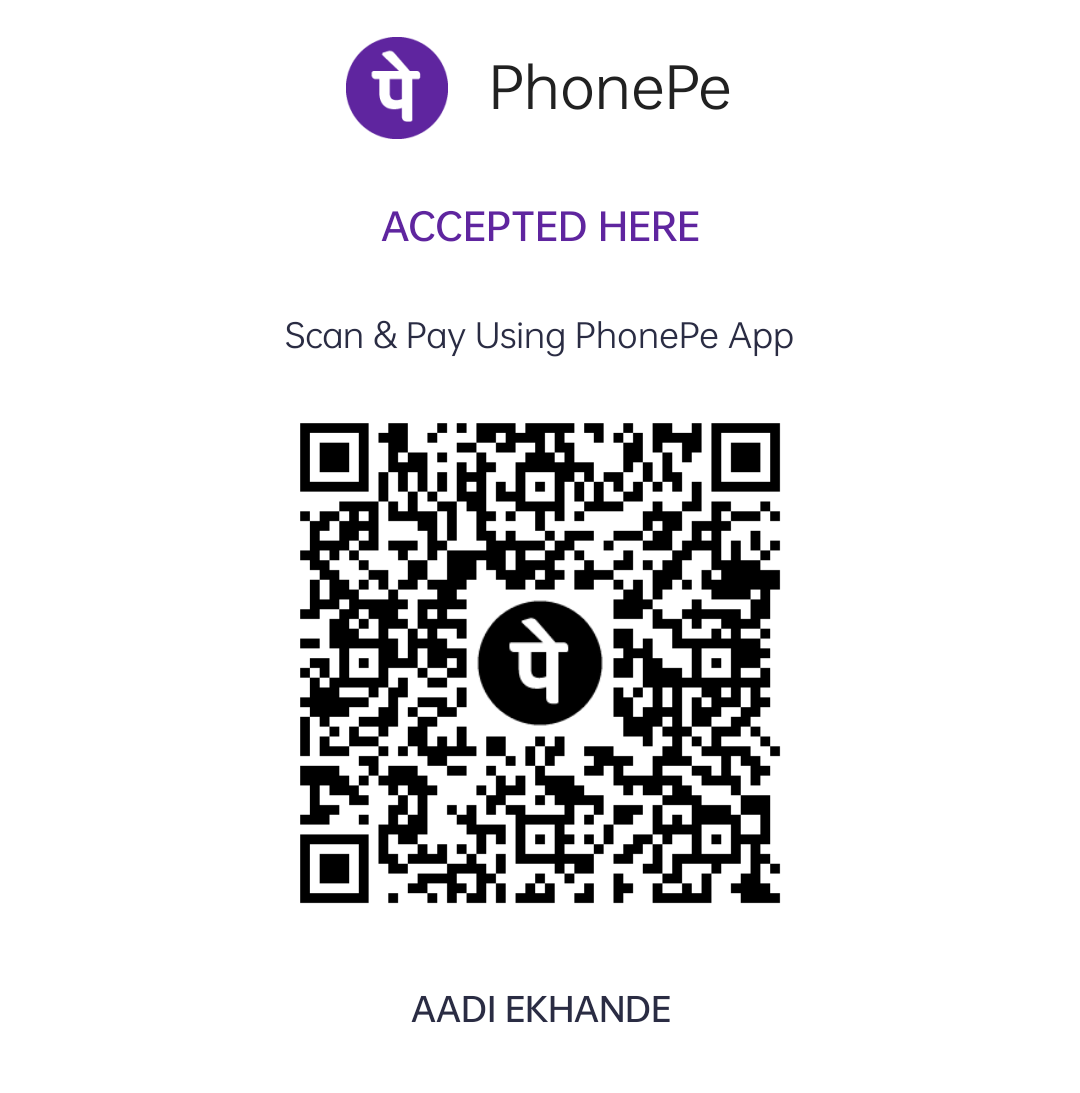 पे PhonePe
ACCEPTED HERE
Scan & Pay Using PhonePe App
पे
AADI EKHANDE